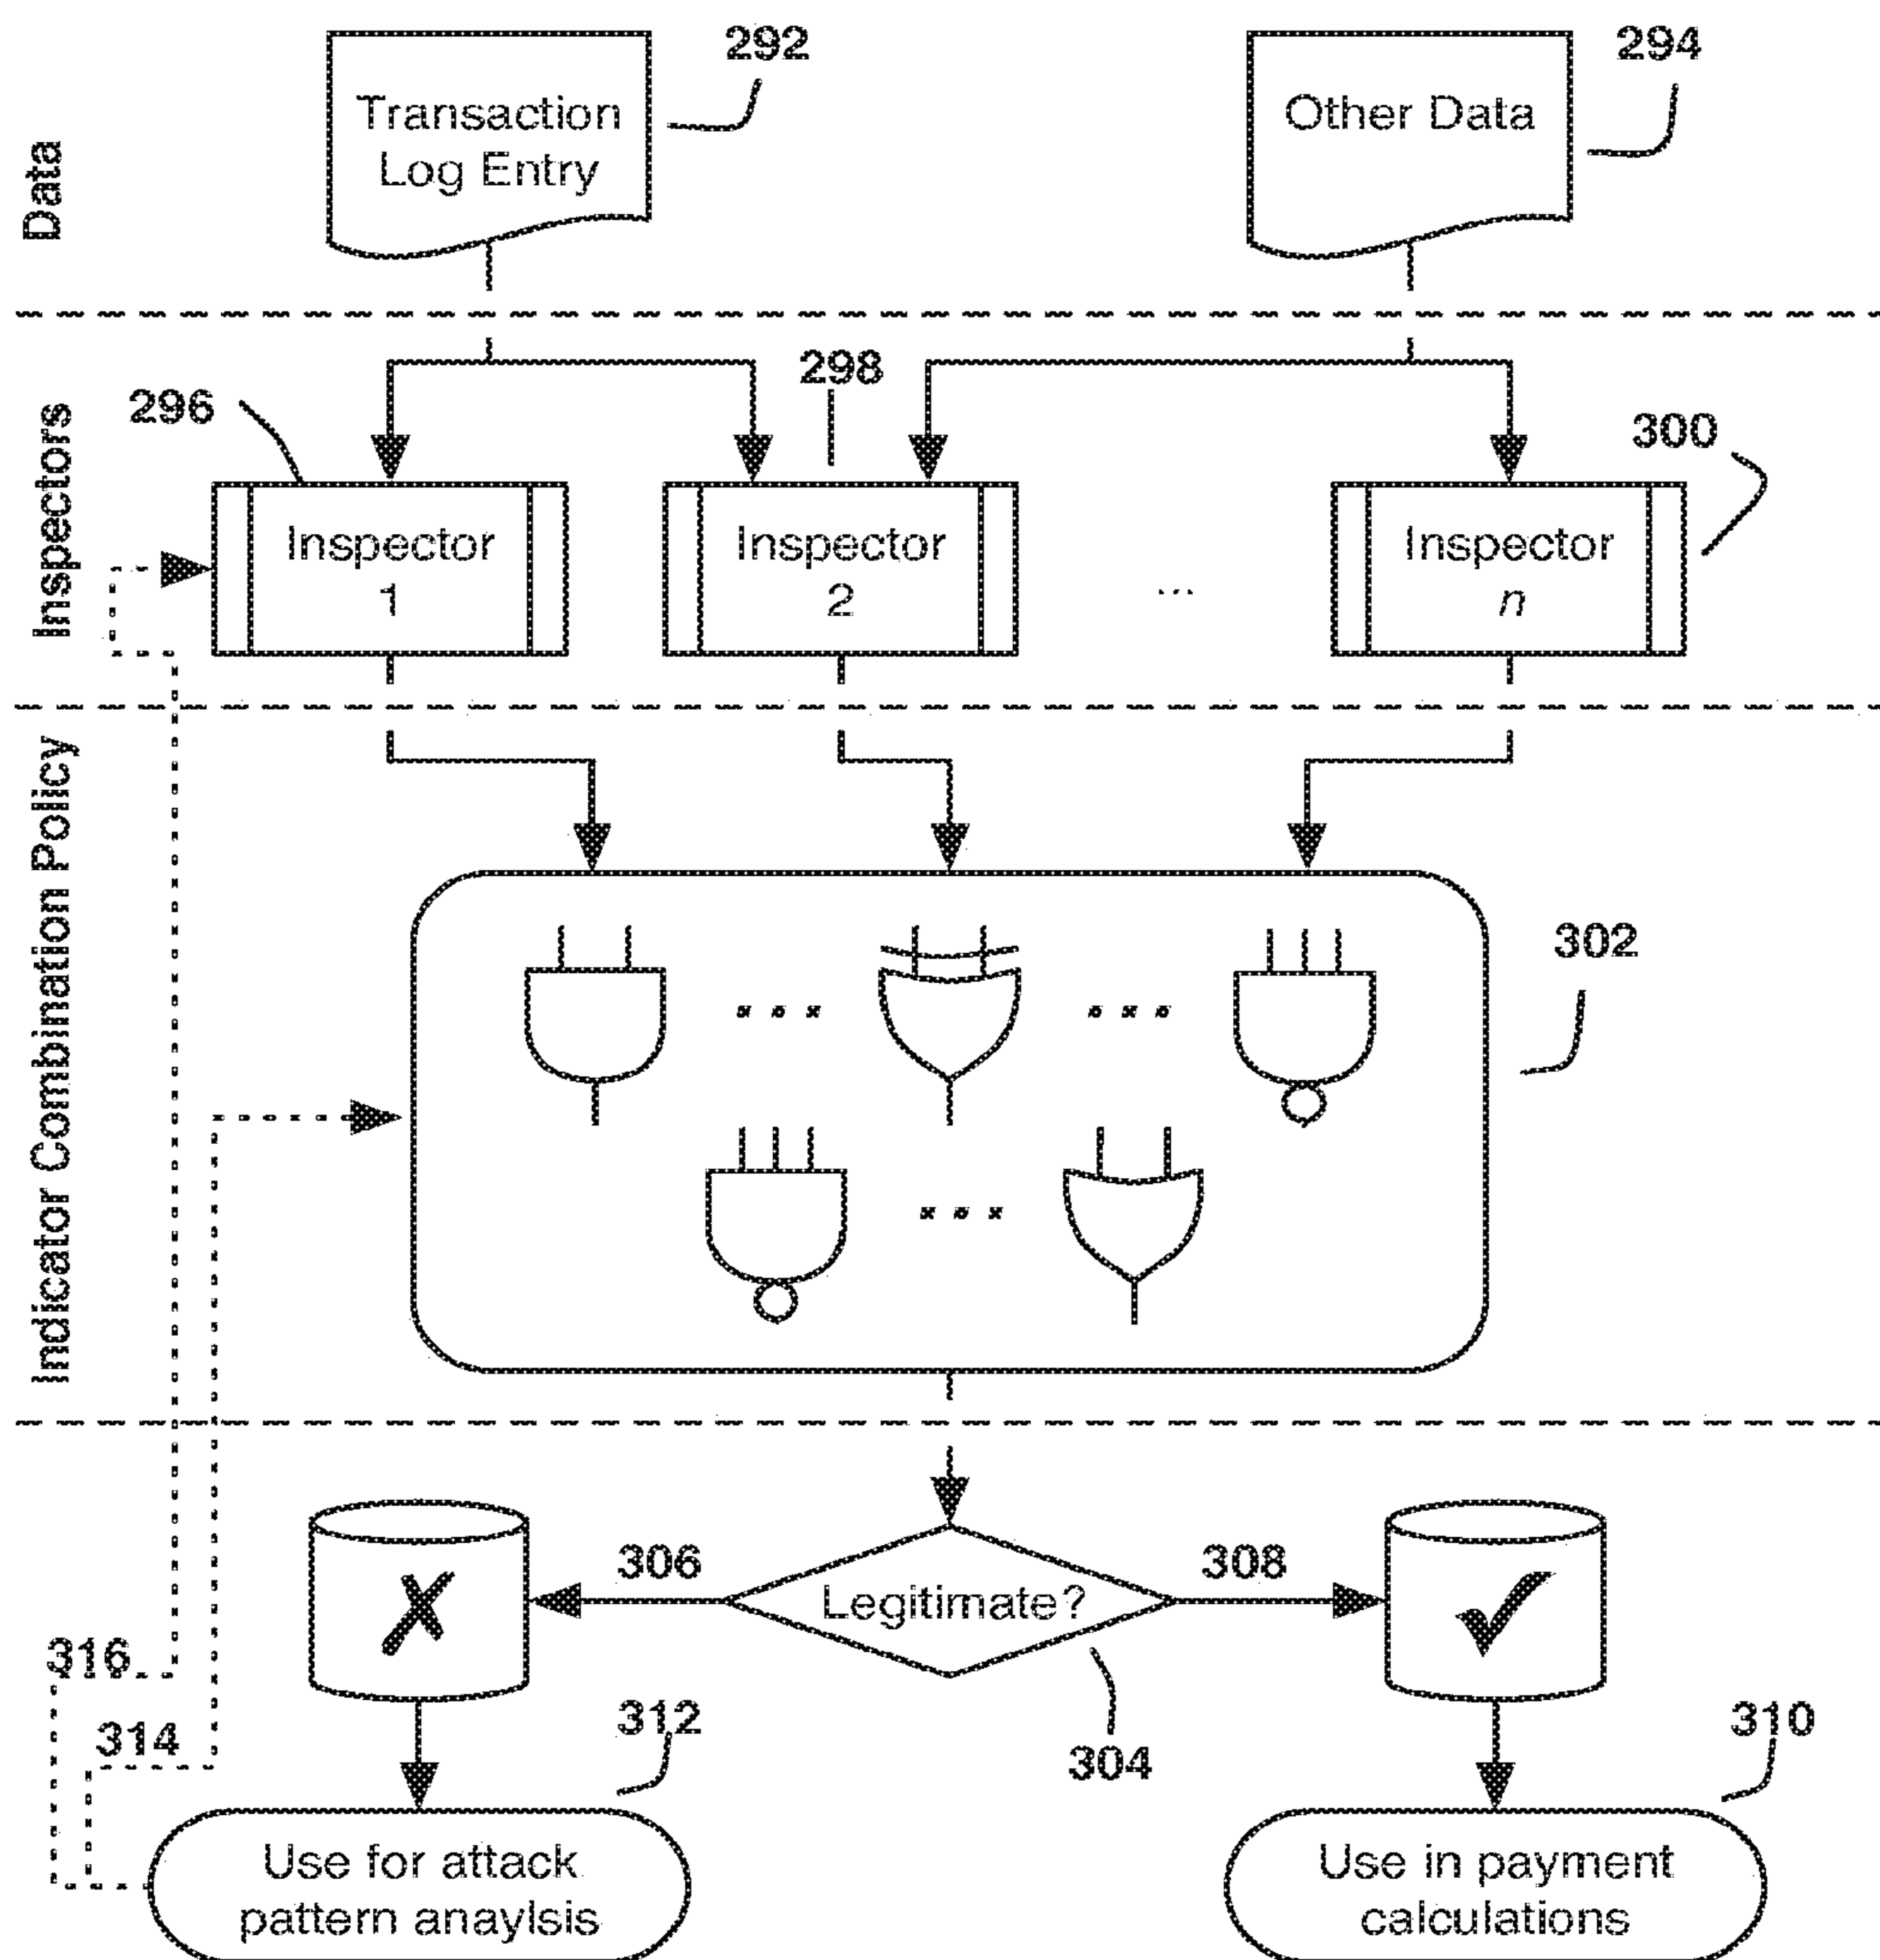 292
294
Transaction
Log Entry
Other Data
Data
298
296
300
Inspectors
Inspector
1
Inspector
2
...
Inspector
n
Indicator Combination Policy
302
... ...
...
306
308
Legitimate?
316
314
312
304
310
Use for attack
pattern anaylsis
Use in payment
calculations